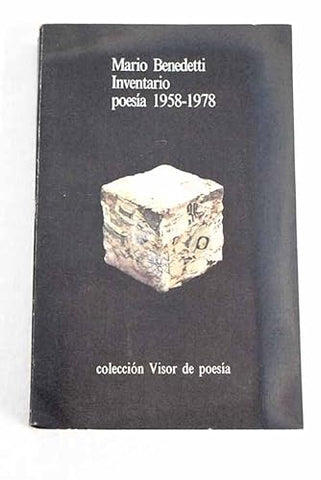 Mario Benedetti
Inventario
poesía 1958-1978
colección Visor de poesía